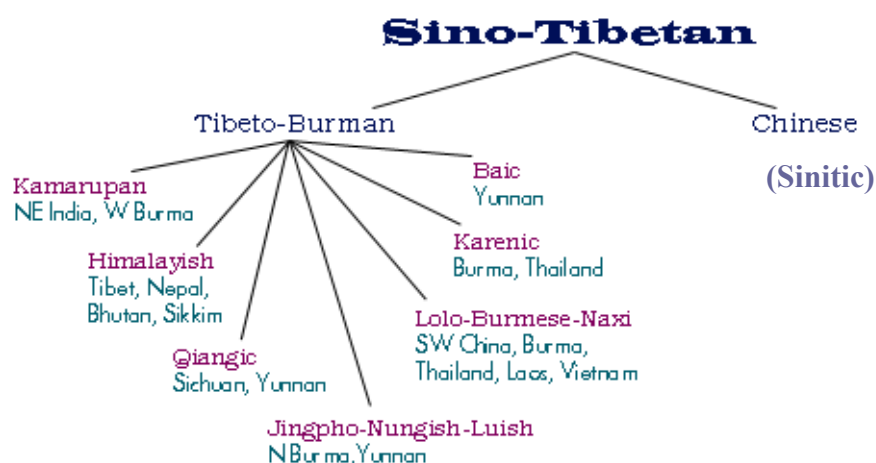 Sino-Tibetan
Tibeto-Burman
Chinese
(Sinitic)
Kamarupan
NE India, W Burma
Himalayish
Tibet, Nepal,
Bhutan, Sikkim
Qiangic
Sichuan, Yunnan
Jingpho-Nungish-Luish
N Burma, Yunnan
Lolo-Burmese-Naxi
SW China, Burma,
Thailand, Laos, Vietnam
Karenic
Burma, Thailand
Baic
Yunnan